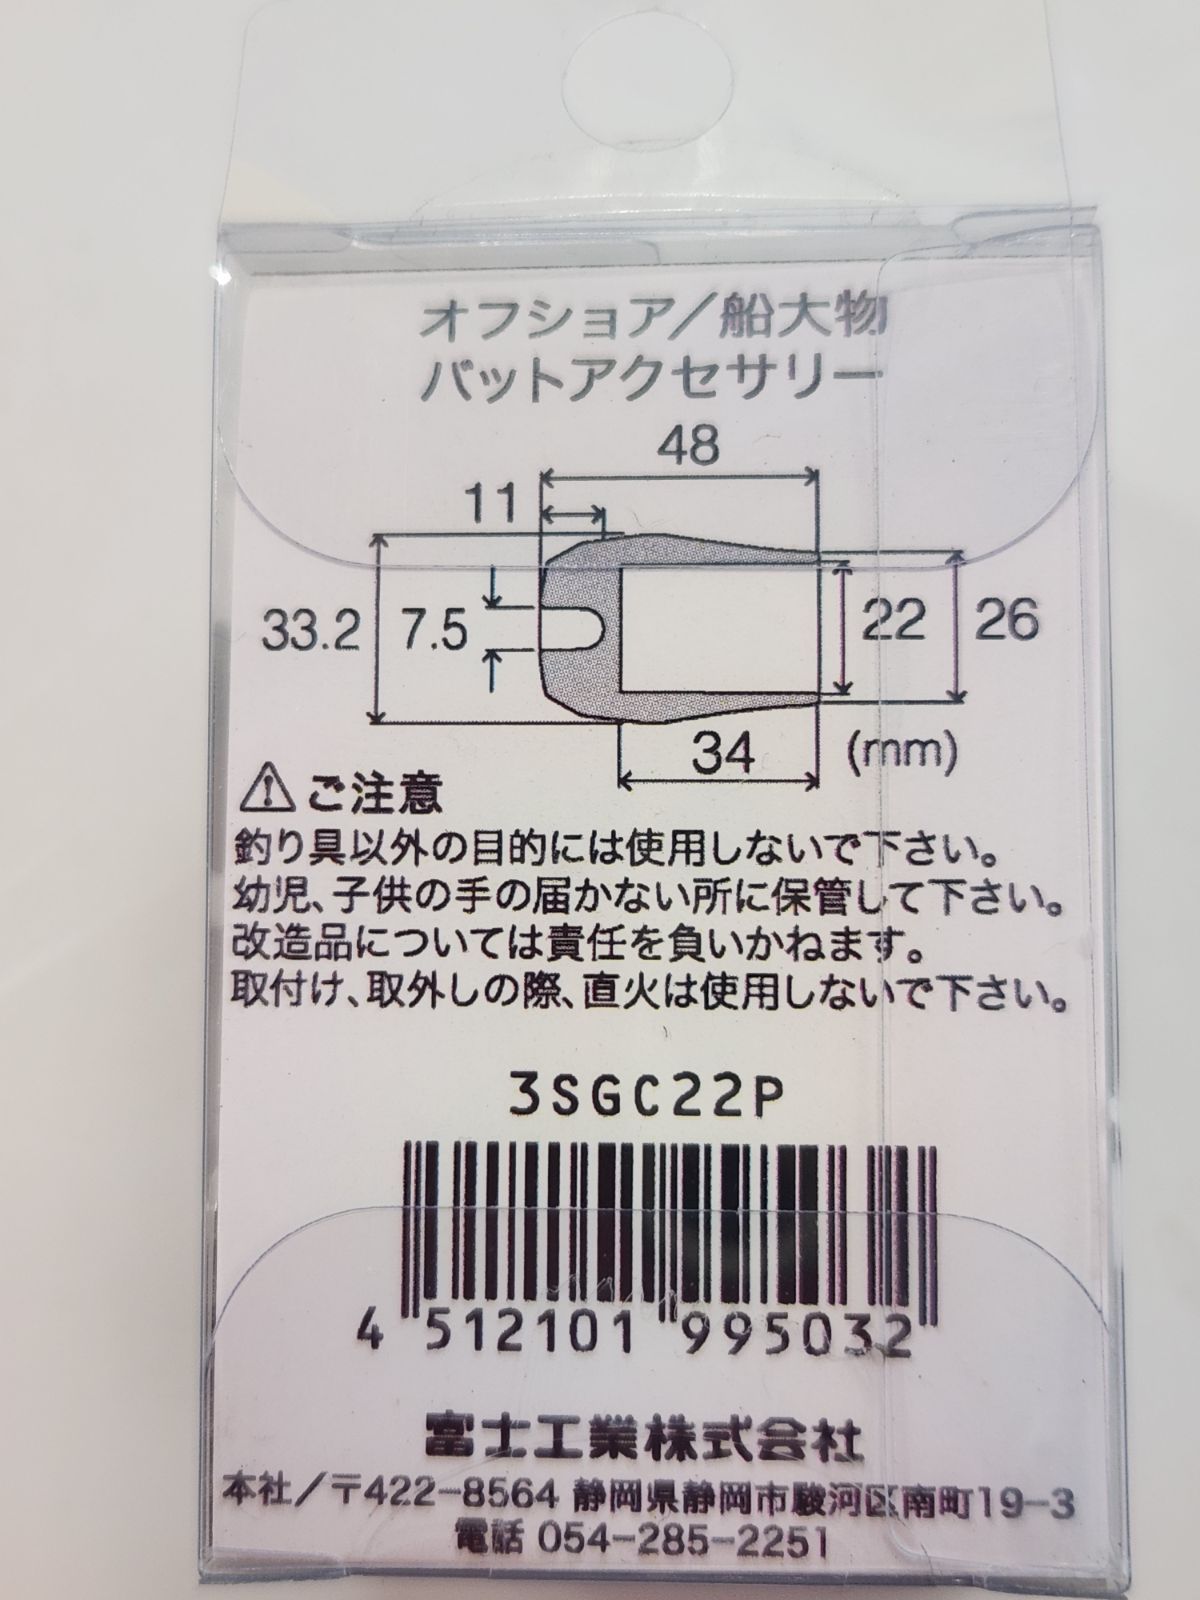 オフショア／船大物
バットアクセサリー
48
11
33.2
7.5
22
26
34
(mm)
⚠ご注意
釣り具以外の目的には使用しないで下さい。
幼児、子供の手の届かない所に保管して下さい。
改造品については責任を負いかねます。
取付け、取外しの際、直火は使用しないで下さい。
3SGC22P
4 512101 995032
富士工業株式会社
本社／〒422-8564 静岡県静岡市駿河区南町19-3
電話 054-285-2251